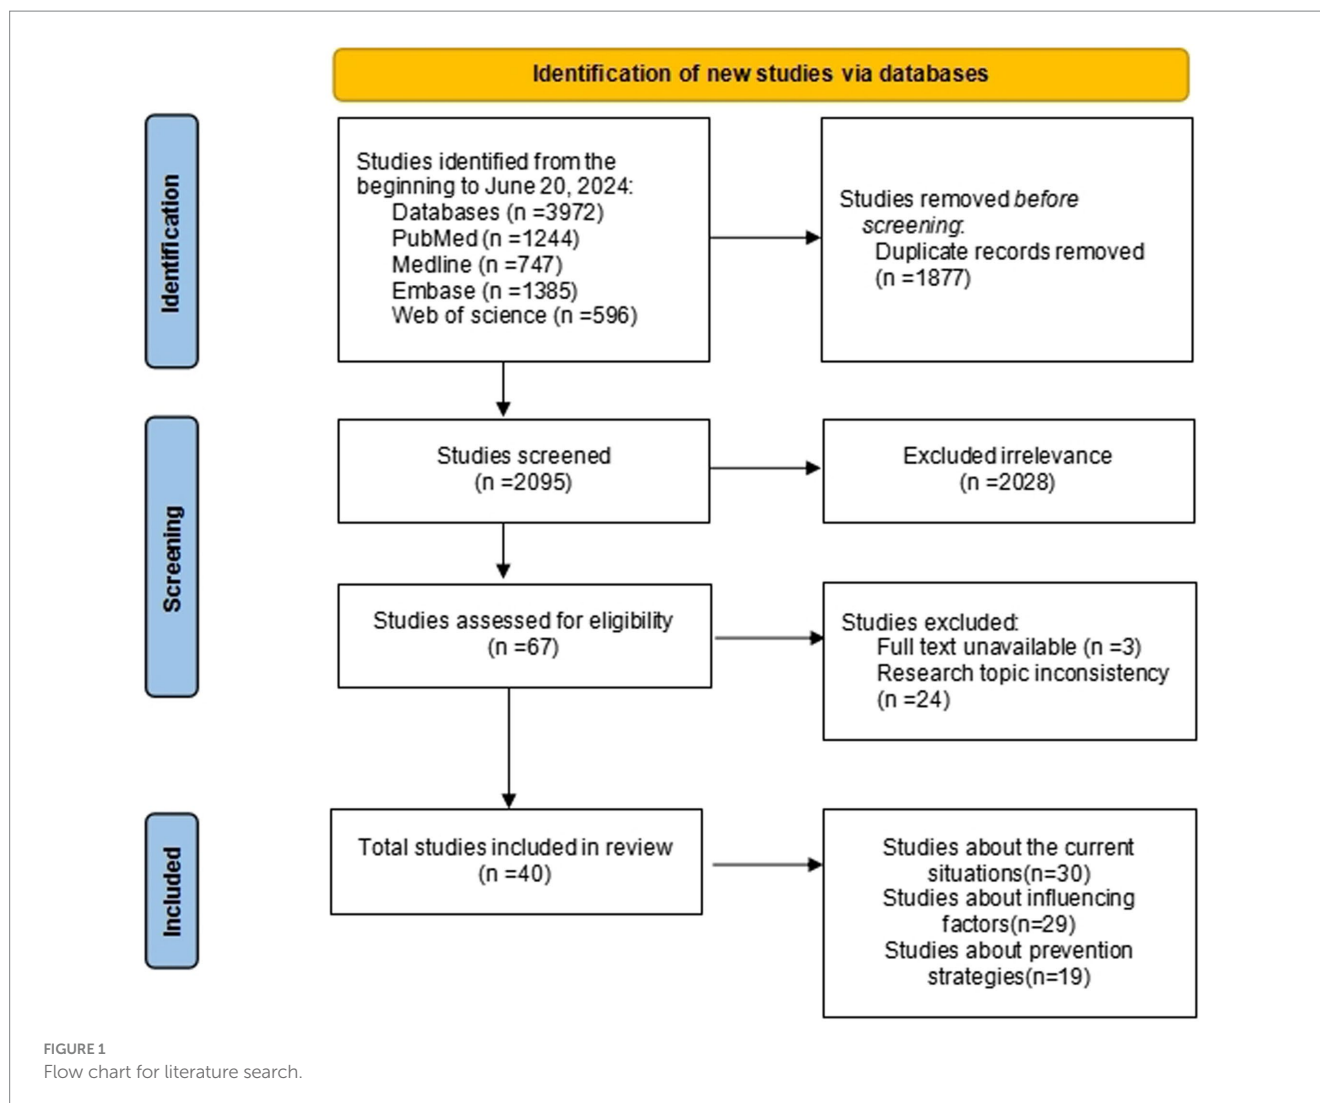 Identification of new studies via databases
Identification
Studies identified from the
beginning to June 20, 2024:
Databases (n =3972)
PubMed (n =1244)
Medline (n =747)
Embase (n =1385)
Web of science (n =596)
Studies removed before
screening:
Duplicate records removed
(n =1877)
Screening
Studies screened
(n =2095)
Excluded irrelevance
(n =2028)
Studies assessed for eligibility
(n =67)
Studies excluded:
Full text unavailable (n =3)
Research topic inconsistency
(n =24)
Included
Total studies included in review
(n =40)
Studies about the current
situations(n=30)
Studies about influencing
factors(n=29)
Studies about prevention
strategies(n=19)
FIGURE 1
Flow chart for literature search.